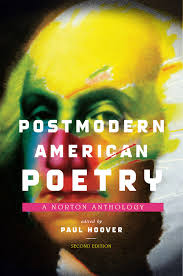 POSTMODERN
AMERICAN
POETRY
A NORTON ANTHOLOGY
edited by
PAUL HOOVER
SECOND EDITION